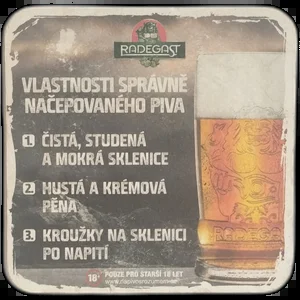 RADEGAST
VLASTNOSTI SPRÁVNĚ
NAČEPOVANÉHO PIVA
1. ČISTÁ, STUDENÁ
A MOKRÁ SKLENICE
2. HUSTÁ A KRÉMOVÁ
PĚNA
3. KROUŽKY NA SKLENICI
PO NAPITÍ
RADEGAST
18+ POUZE PRO STARŠÍ 18 LET